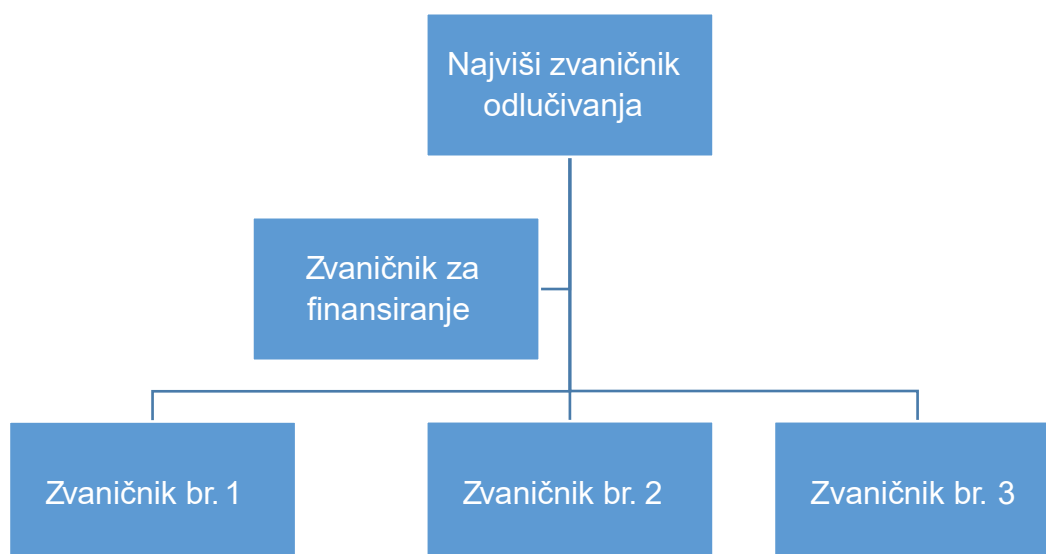 Najviši zvaničnik
odlučivanja
Zvaničnik za
finansiranje
Zvaničnik br. 1
Zvaničnik br. 2
Zvaničnik br. 3